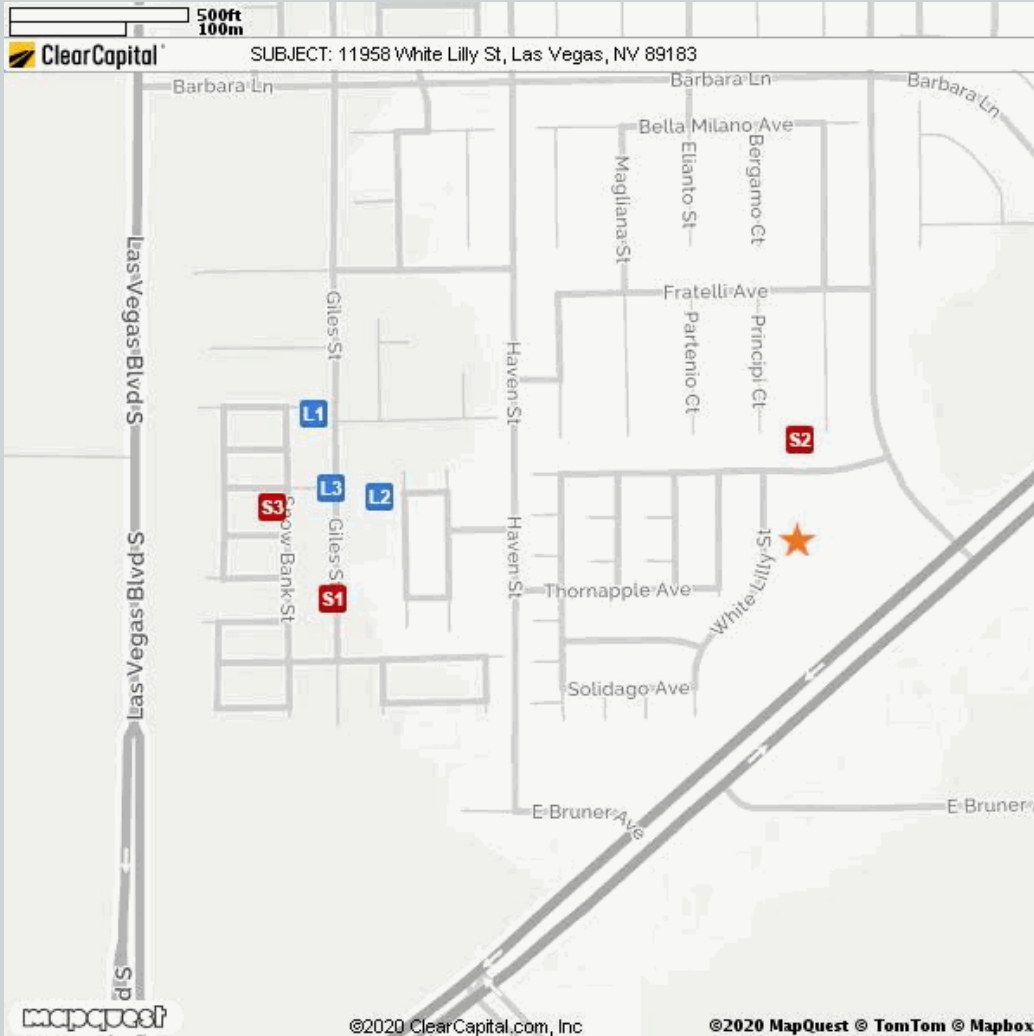 500ft
100m
ClearCapital
SUBJECT: 11958 White Lilly St, Las Vegas, NV 89183
Barbara Ln
Barbara Ln
Barbara Ln
Bella Milano Ave
Magliana St
Elianto St
Bergamo Ct
Las Vegas Blvd S
Giles St
Fratelli Ave
Haven St
Partenio Ct
Principi Ct
L1
S2
L3
L2
S3
Snow Bank St
Giles St
Haven St
White Lilly St
Las Vegas Blvd S
S1
Thornapple Ave
Solidago Ave
E Bruner Ave
E Bruner
S
mapquest
©2020 ClearCapital.com, Inc
©2020 MapQuest © TomTom © Mapbox